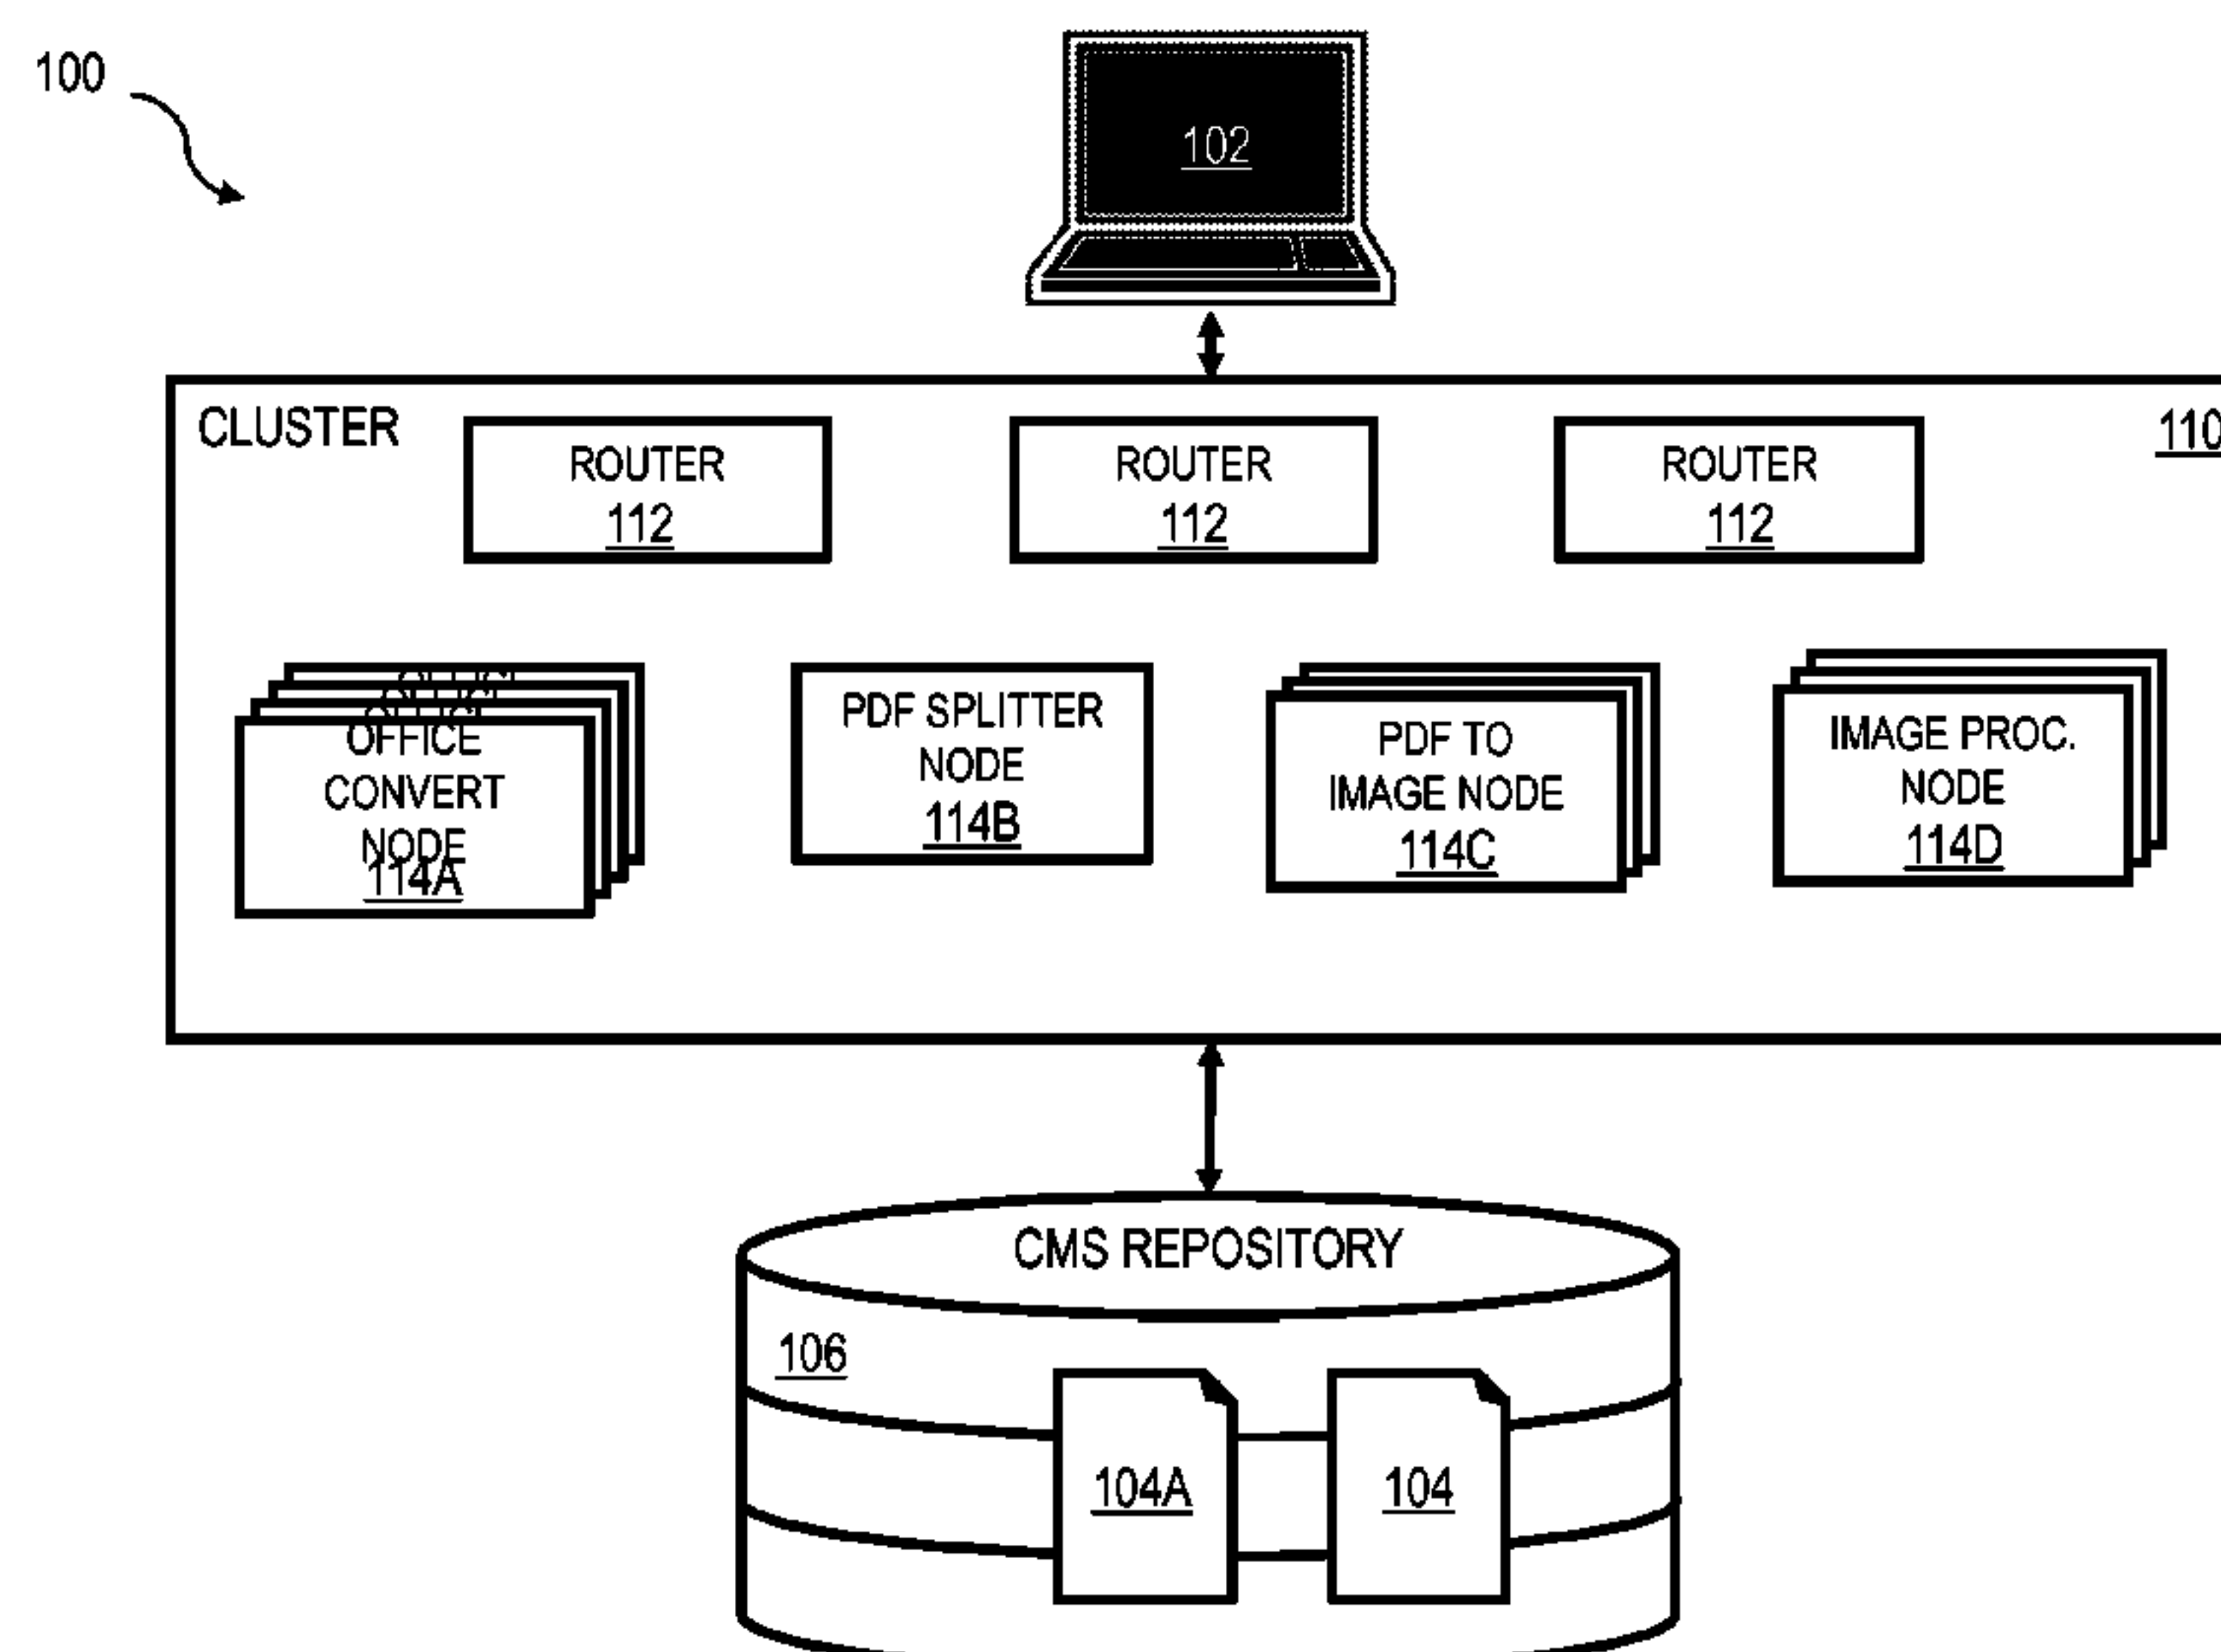 100
102
CLUSTER
110
ROUTER
112
ROUTER
112
ROUTER
112
OFFICE
CONVERT
NODE
114A
PDF SPLITTER
NODE
114B
PDF TO
IMAGE NODE
114C
IMAGE PROC.
NODE
114D
CMS REPOSITORY
106
104A
104